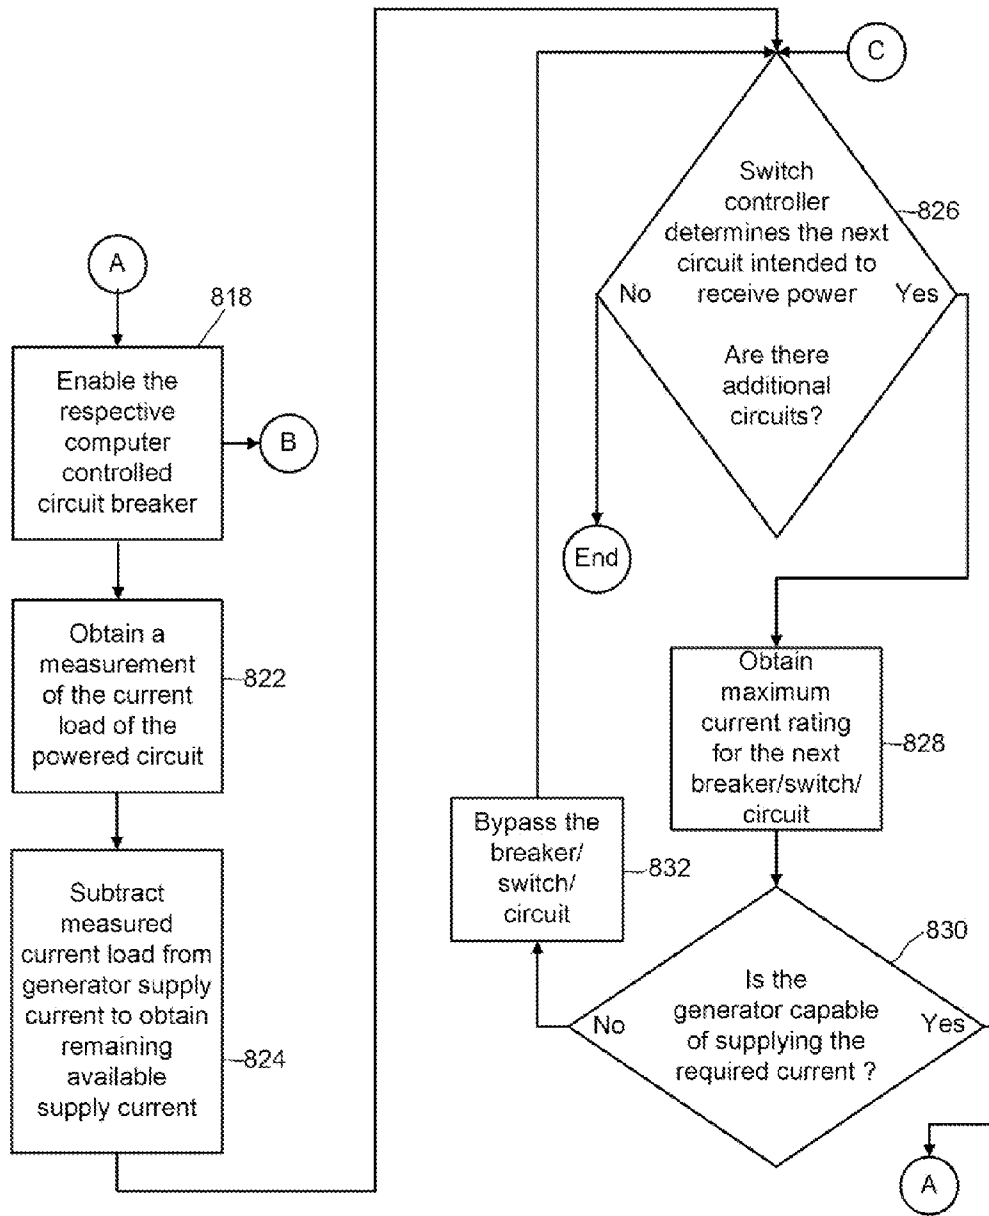 A
818
Enable the
respective
computer
controlled
circuit breaker
B
Obtain a
measurement
of the current
load of the
powered circuit
822
Subtract
measured
current load from
generator supply
current to obtain
remaining
available
supply current
824
C
Switch
controller
determines the next
circuit intended to
receive power
Are there
additional
circuits?
826
No
Yes
End
Obtain
maximum
current rating
for the next
breaker/switch/
circuit
828
Bypass the
breaker/
switch/
circuit
832
Is the
generator capable
of supplying the
required current ?
830
No
Yes
A